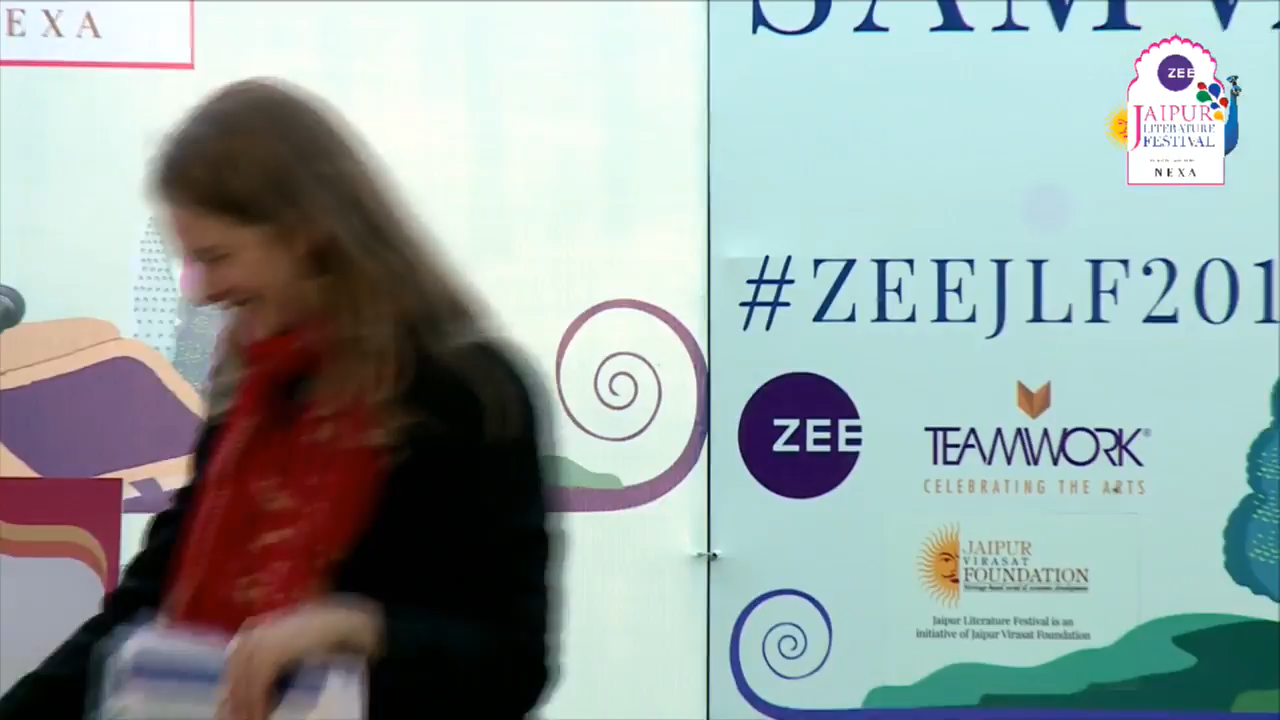 EXA
SAMVA
ZEE
JAIPUR
LITERATURE
FESTIVAL
NEXA
#ZEEJLF201
ZEE
TEAMWORK®
CELEBRATING THE ARTS
JAIPUR
VIRASAT
FOUNDATION
Jaipur Literature Festival is an
initiative of Jaipur Virasat Foundation